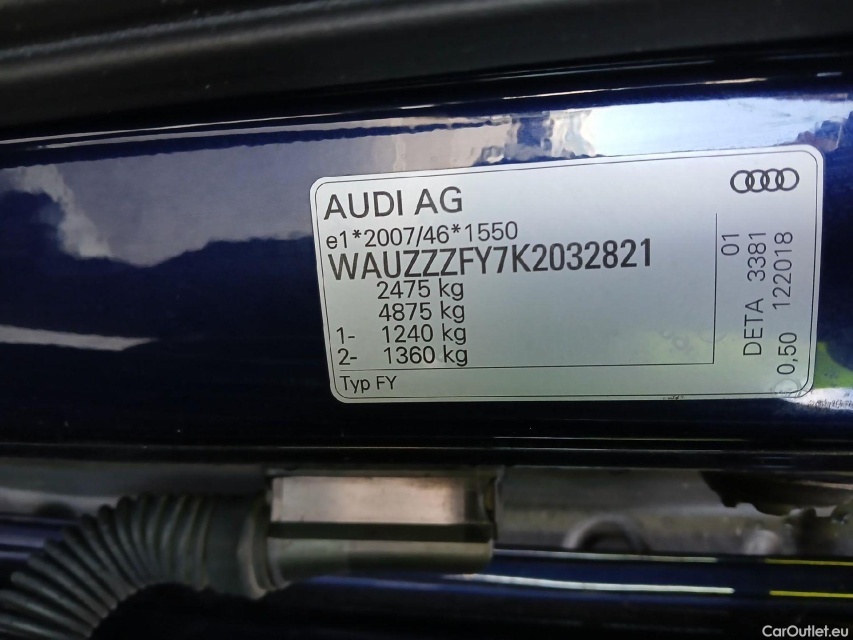 AUDI AG
e1*2007/46*1550
WAUZZZFY7K2032821
2475 kg
4875 kg
1- 1240 kg
2- 1360 kg
Typ FY
01
DETA 3381
0,50 122018
CarOutlet.eu